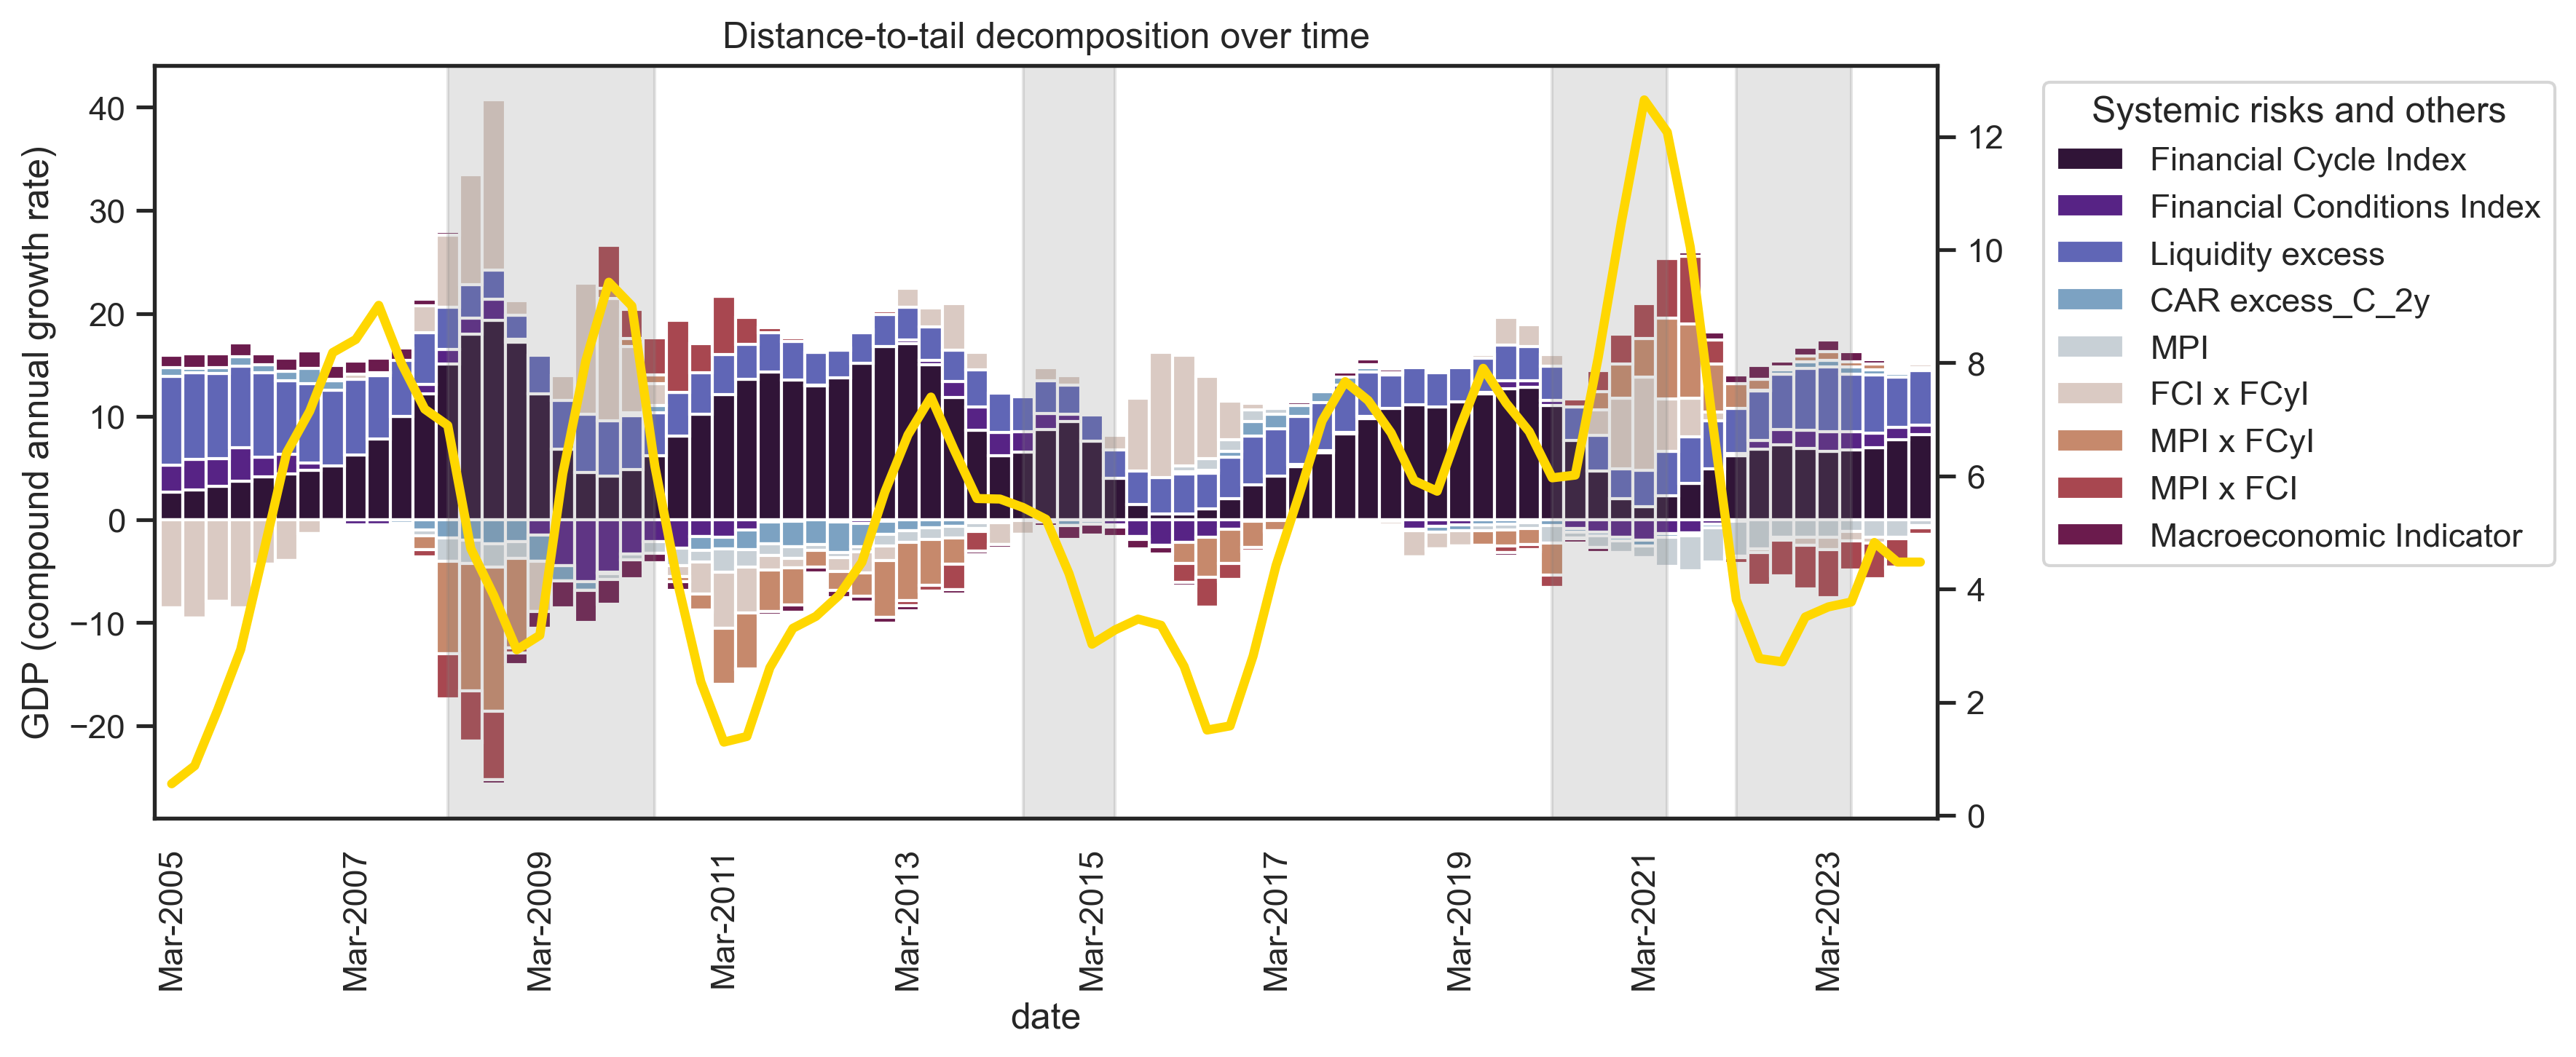 Distance-to-tail decomposition over time
GDP (compound annual growth rate)
40
30
20
10
0
−10
−20
12
10
8
6
4
2
0
Mar-2005
Mar-2007
Mar-2009
Mar-2011
Mar-2013
Mar-2015
Mar-2017
Mar-2019
Mar-2021
Mar-2023
date
Systemic risks and others
Financial Cycle Index
Financial Conditions Index
Liquidity excess
CAR excess_C_2y
MPI
FCI x FCyI
MPI x FCyI
MPI x FCI
Macroeconomic Indicator